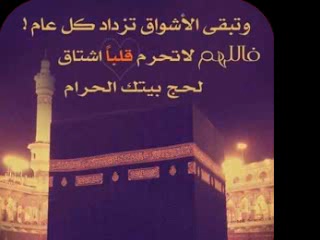 وتبقى الأشواق تزداد كل عام !
فاللهم لاتحرم قلباً اشتاق
لحج بيتك الحرام